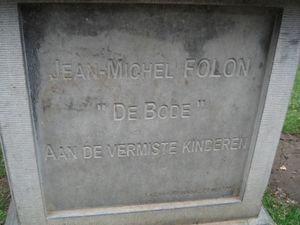 JEAN-MICHEL FOLON
"DE BODE"
AAN DE VERMISTE KINDEREN